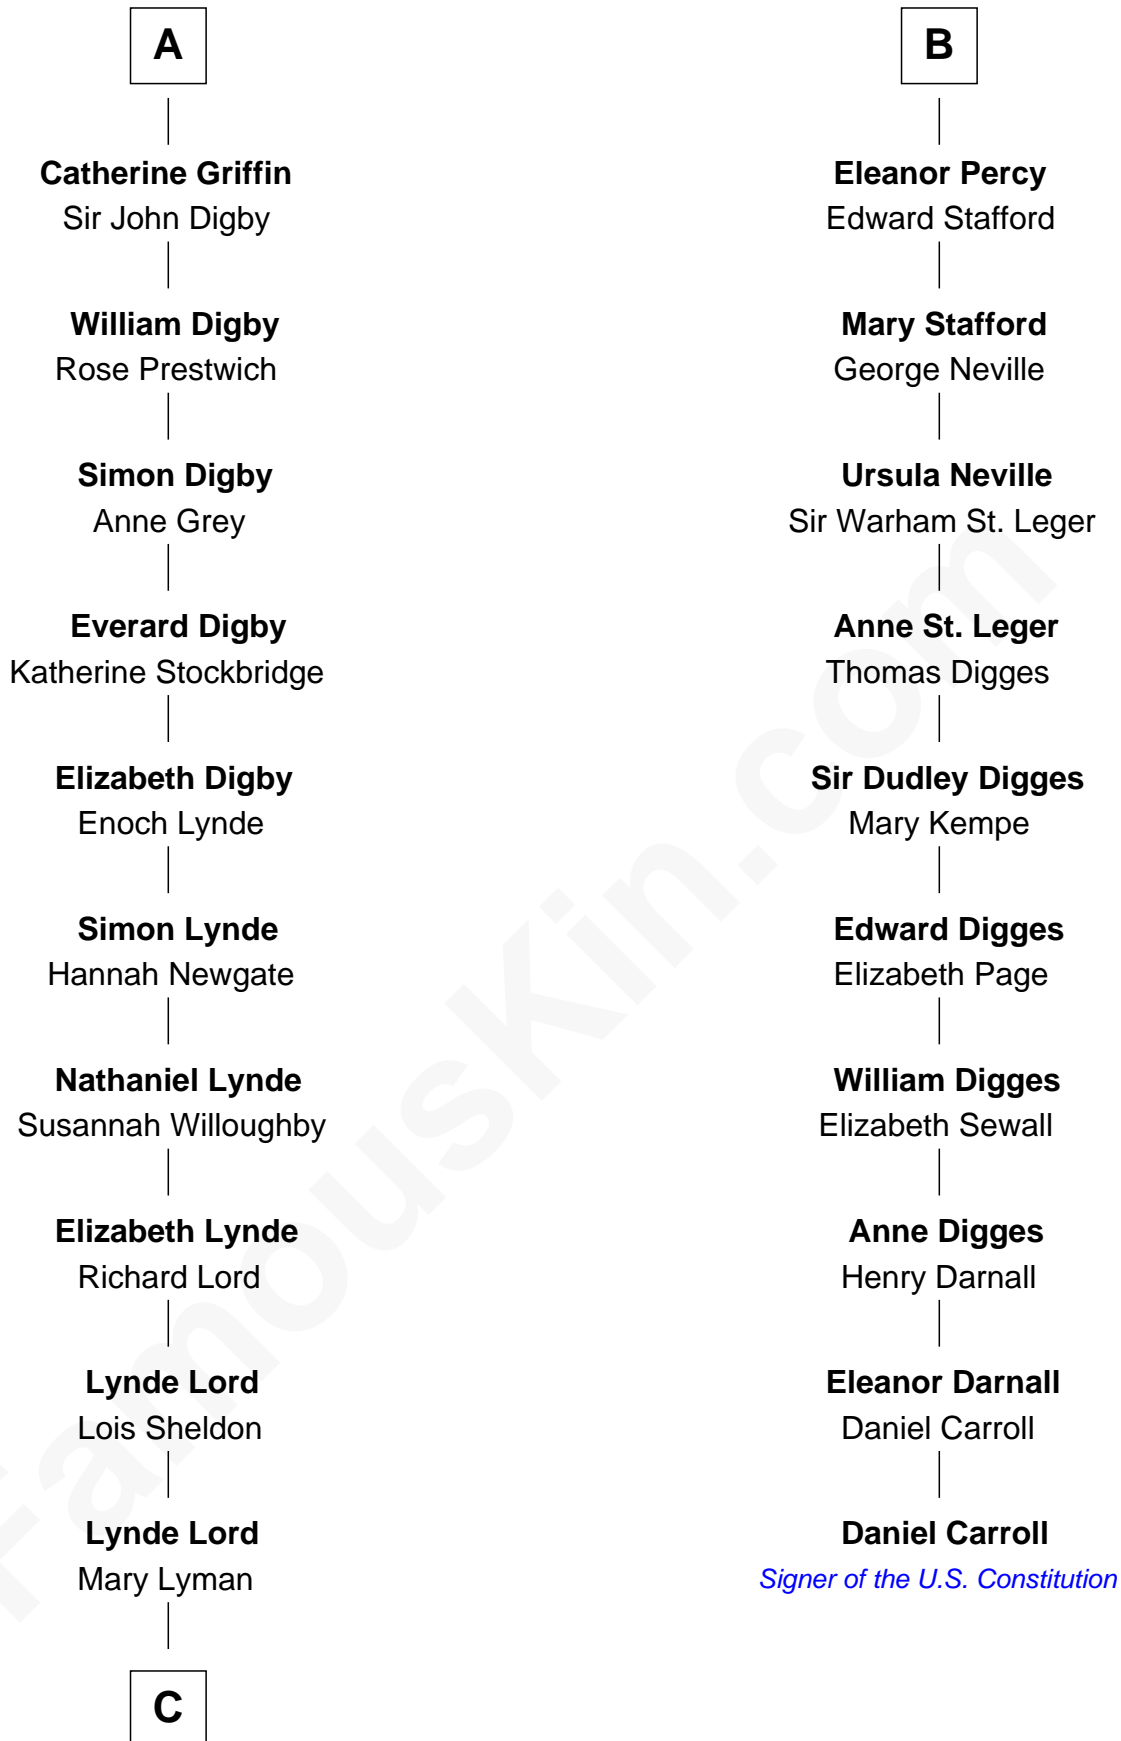 A
Catherine Griffin
Sir John Digby
William Digby
Rose Prestwich
Simon Digby
Anne Grey
Everard Digby
Katherine Stockbridge
Elizabeth Digby
Enoch Lynde
Simon Lynde
Hannah Newgate
Nathaniel Lynde
Susannah Willoughby
Elizabeth Lynde
Richard Lord
Lynde Lord
Lois Sheldon
Lynde Lord
Mary Lyman
C
B
Eleanor Percy
Edward Stafford
Mary Stafford
George Neville
Ursula Neville
Sir Warham St. Leger
Anne St. Leger
Thomas Digges
Sir Dudley Digges
Mary Kempe
Edward Digges
Elizabeth Page
William Digges
Elizabeth Sewall
Anne Digges
Henry Darnall
Eleanor Darnall
Daniel Carroll
Daniel Carroll
Signer of the U.S. Constitution
FamousKin.com